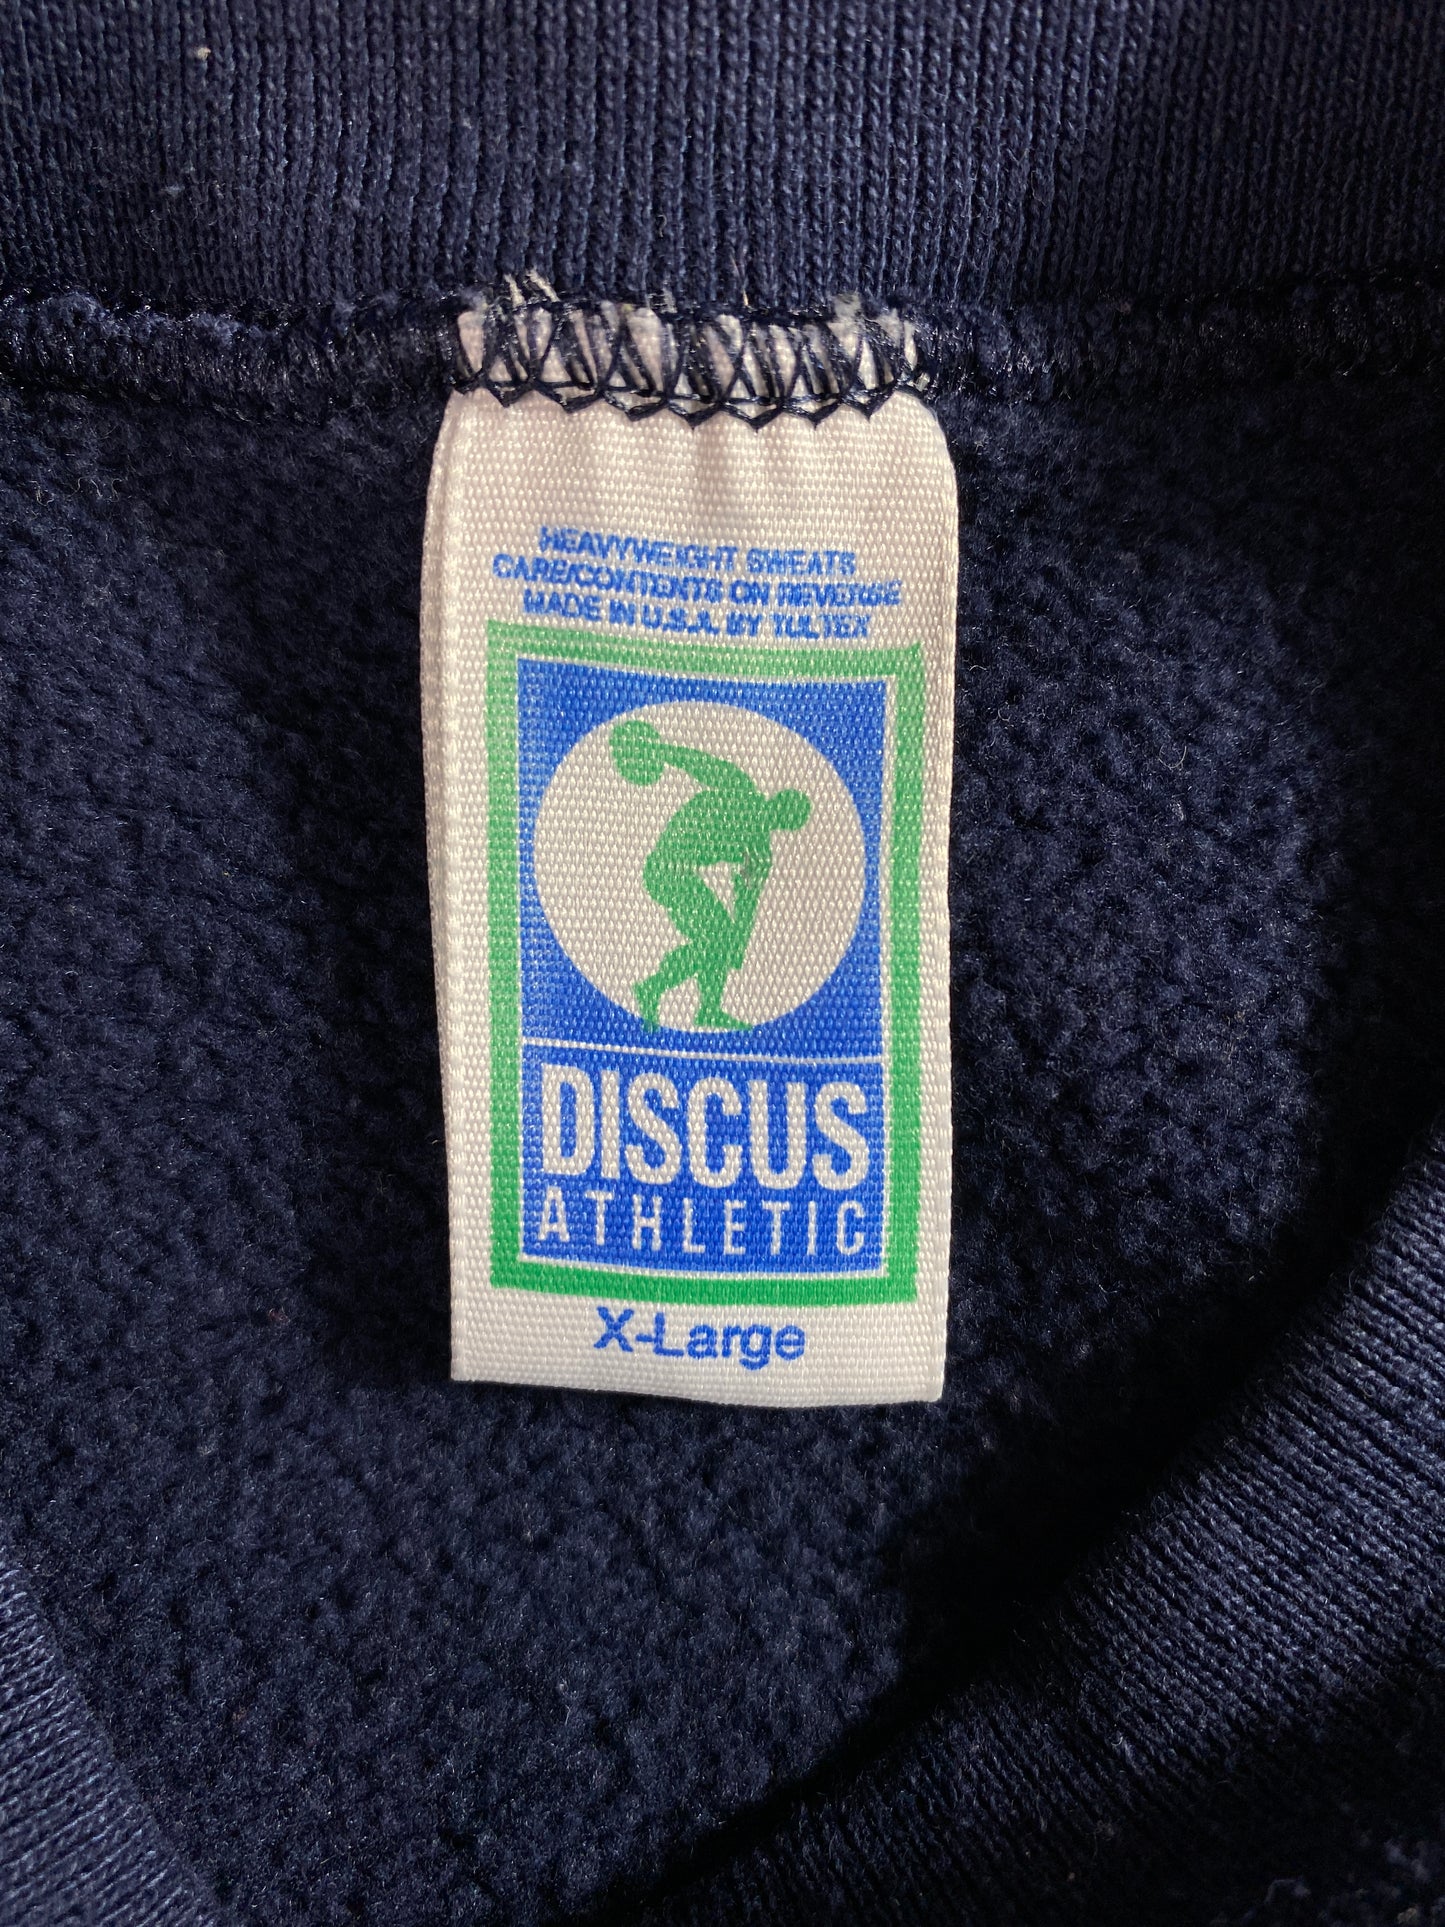 HEAVYWEIGHT SWEATS
CARE/CONTENTS ON REVERSE
MADE IN U.S.A. BY TULTEX
DISCUS
ATHLETIC
X-Large